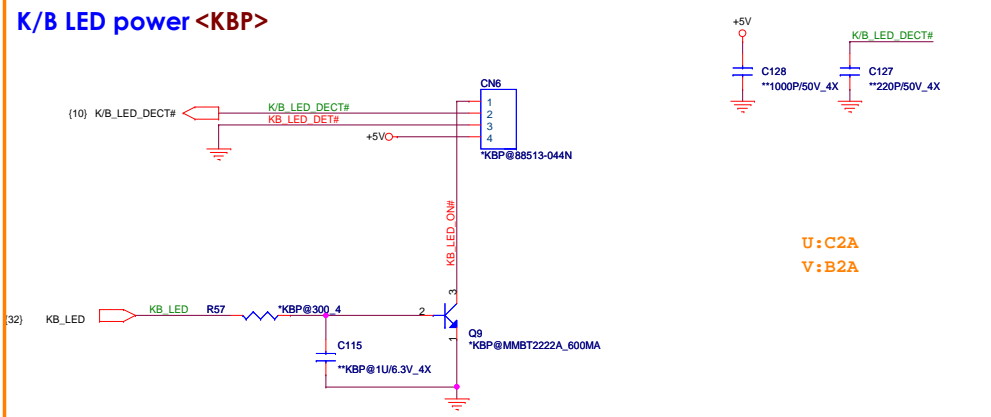 K/B LED power <KBP>
+5V
K/B_LED_DECT#
C128
**1000P/50V_4X
C127
**220P/50V_4X
CN6
{10} K/B_LED_DECT#
K/B_LED_DECT#
KB_LED_DET#
+5V
1
2
3
4
*KBP@88513-044N
KB_LED_ON#
U:C2A
V:B2A
{32} KB_LED
KB_LED
R57
*KBP@300_4
2
3
1
Q9
*KBP@MMBT2222A_600MA
C115
**KBP@1U/6.3V_4X